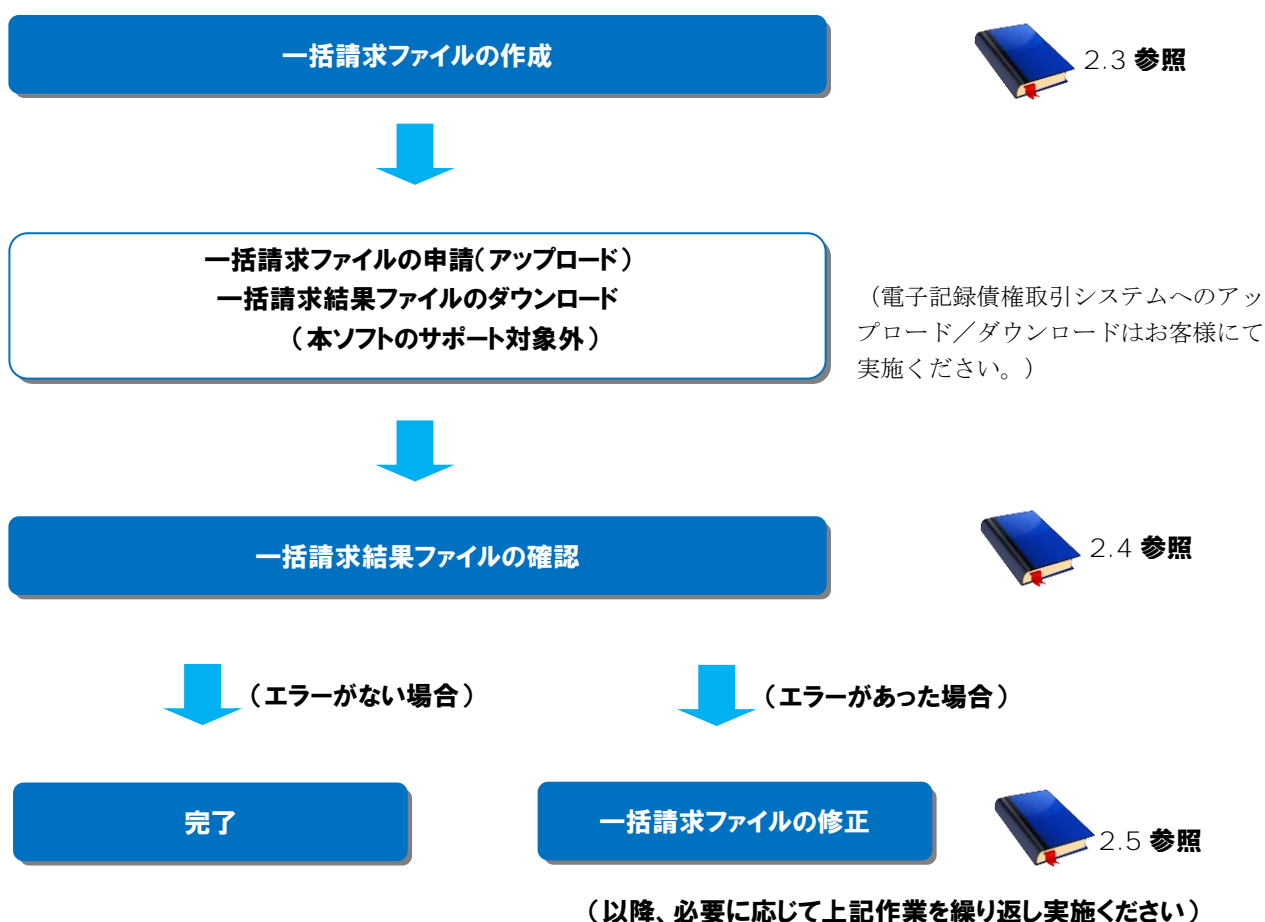 一括請求ファイルの作成
2.3 参照
一括請求ファイルの申請(アップロード)
一括請求結果ファイルのダウンロード
(本ソフトのサポート対象外)
(電子記録債権取引システムへのアッ
プロード/ダウンロードはお客様にて
実施ください。)
一括請求結果ファイルの確認
2.4 参照
(エラーがない場合)
(エラーがあった場合)
完了
一括請求ファイルの修正
2.5 参照
(以降、必要に応じて上記作業を繰り返し実施ください)